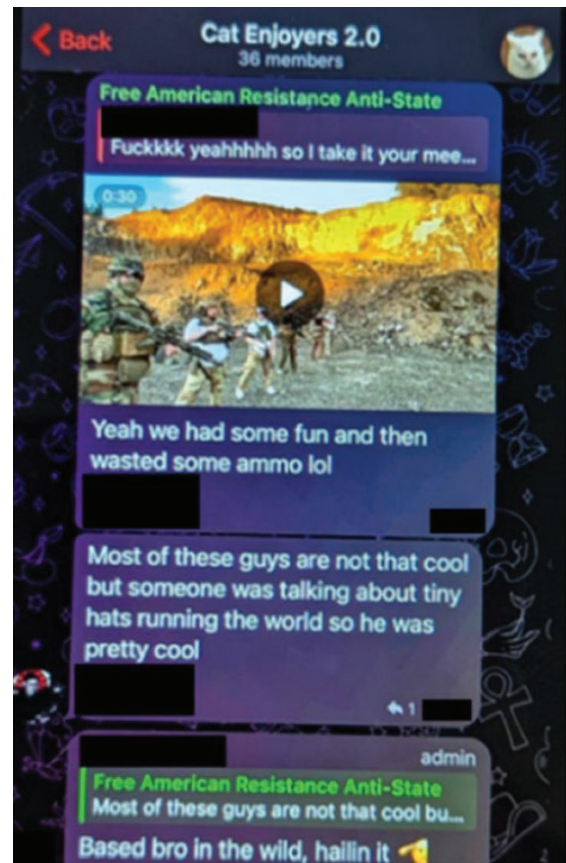 Back
Cat Enjoyers 2.0
36 members
Free American Resistance Anti-State
Fuckkkk yeahhhhh so I take it your mee...
0:30
Yeah we had some fun and then
wasted some ammo lol
Most of these guys are not that cool
but someone was talking about tiny
hats running the world so he was
pretty cool
1
admin
Free American Resistance Anti-State
Most of these guys are not that cool bu...
Based bro in the wild, hailin it